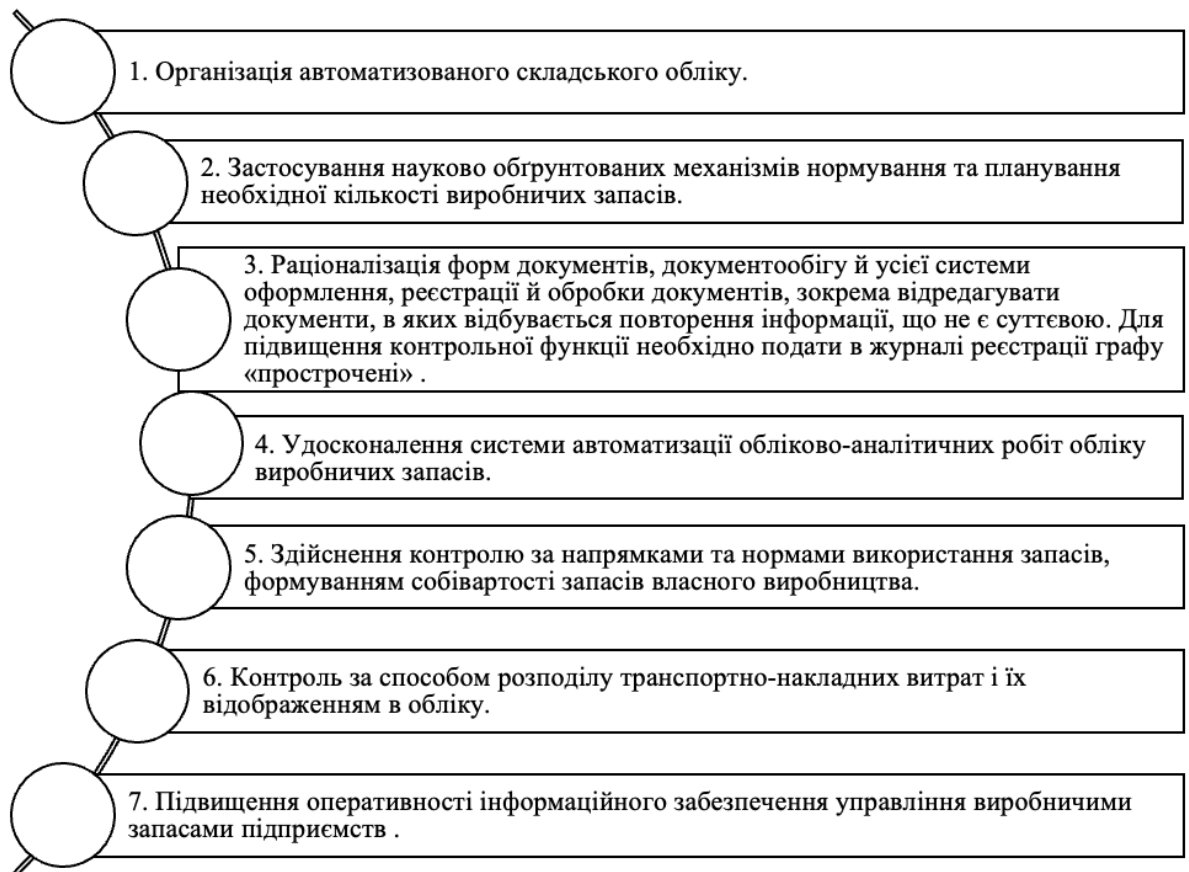 1. Організація автоматизованого складського обліку.
2. Застосування науково обґрунтованих механізмів нормування та планування
необхідної кількості виробничих запасів.
3. Раціоналізація форм документів, документообігу й усієї системи
оформлення, реєстрації й обробки документів, зокрема відредагувати
документи, в яких відбувається повторення інформації, що не є суттєвою. Для
підвищення контрольної функції необхідно подати в журналі реєстрації графу
«прострочені» .
4. Удосконалення системи автоматизації обліково-аналітичних робіт обліку
виробничих запасів.
5. Здійснення контролю за напрямками та нормами використання запасів,
формуванням собівартості запасів власного виробництва.
6. Контроль за способом розподілу транспортно-накладних витрат і їх
відображенням в обліку.
7. Підвищення оперативності інформаційного забезпечення управління виробничими
запасами підприємств .